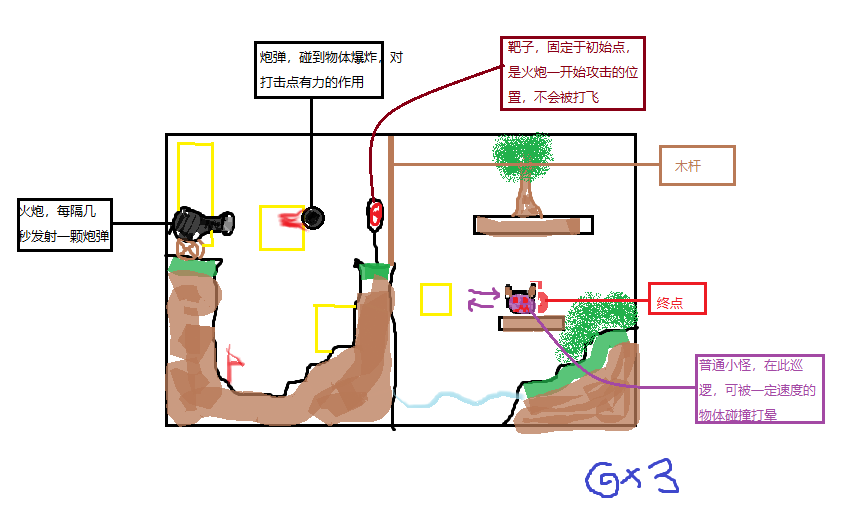 炮弹，碰到物体爆炸，对
打击点有力的作用
靶子，固定于初始点，
是火炮一开始攻击的位
置，不会被打飞
木杆
火炮，每隔几
秒发射一颗炮弹
终点
普通小怪，在此巡
逻，可被一定速度的
物体碰撞打晕
×3